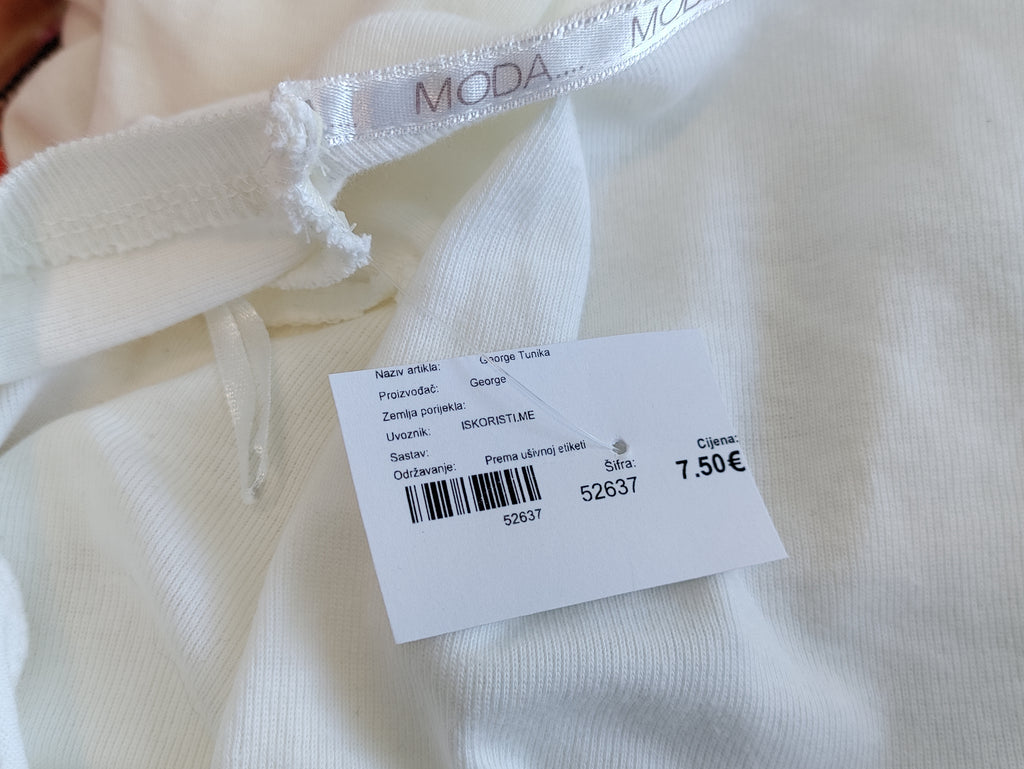 MODA.... MOD
Naziv artikla: George Tunika
Proizvođač: George
Zemlja porijekla:
Uvoznik: ISKORISTI.ME
Sastav:
Održavanje: Prema ušivnoj etiketi
52637
Šifra:
52637
Cijena:
7.50€